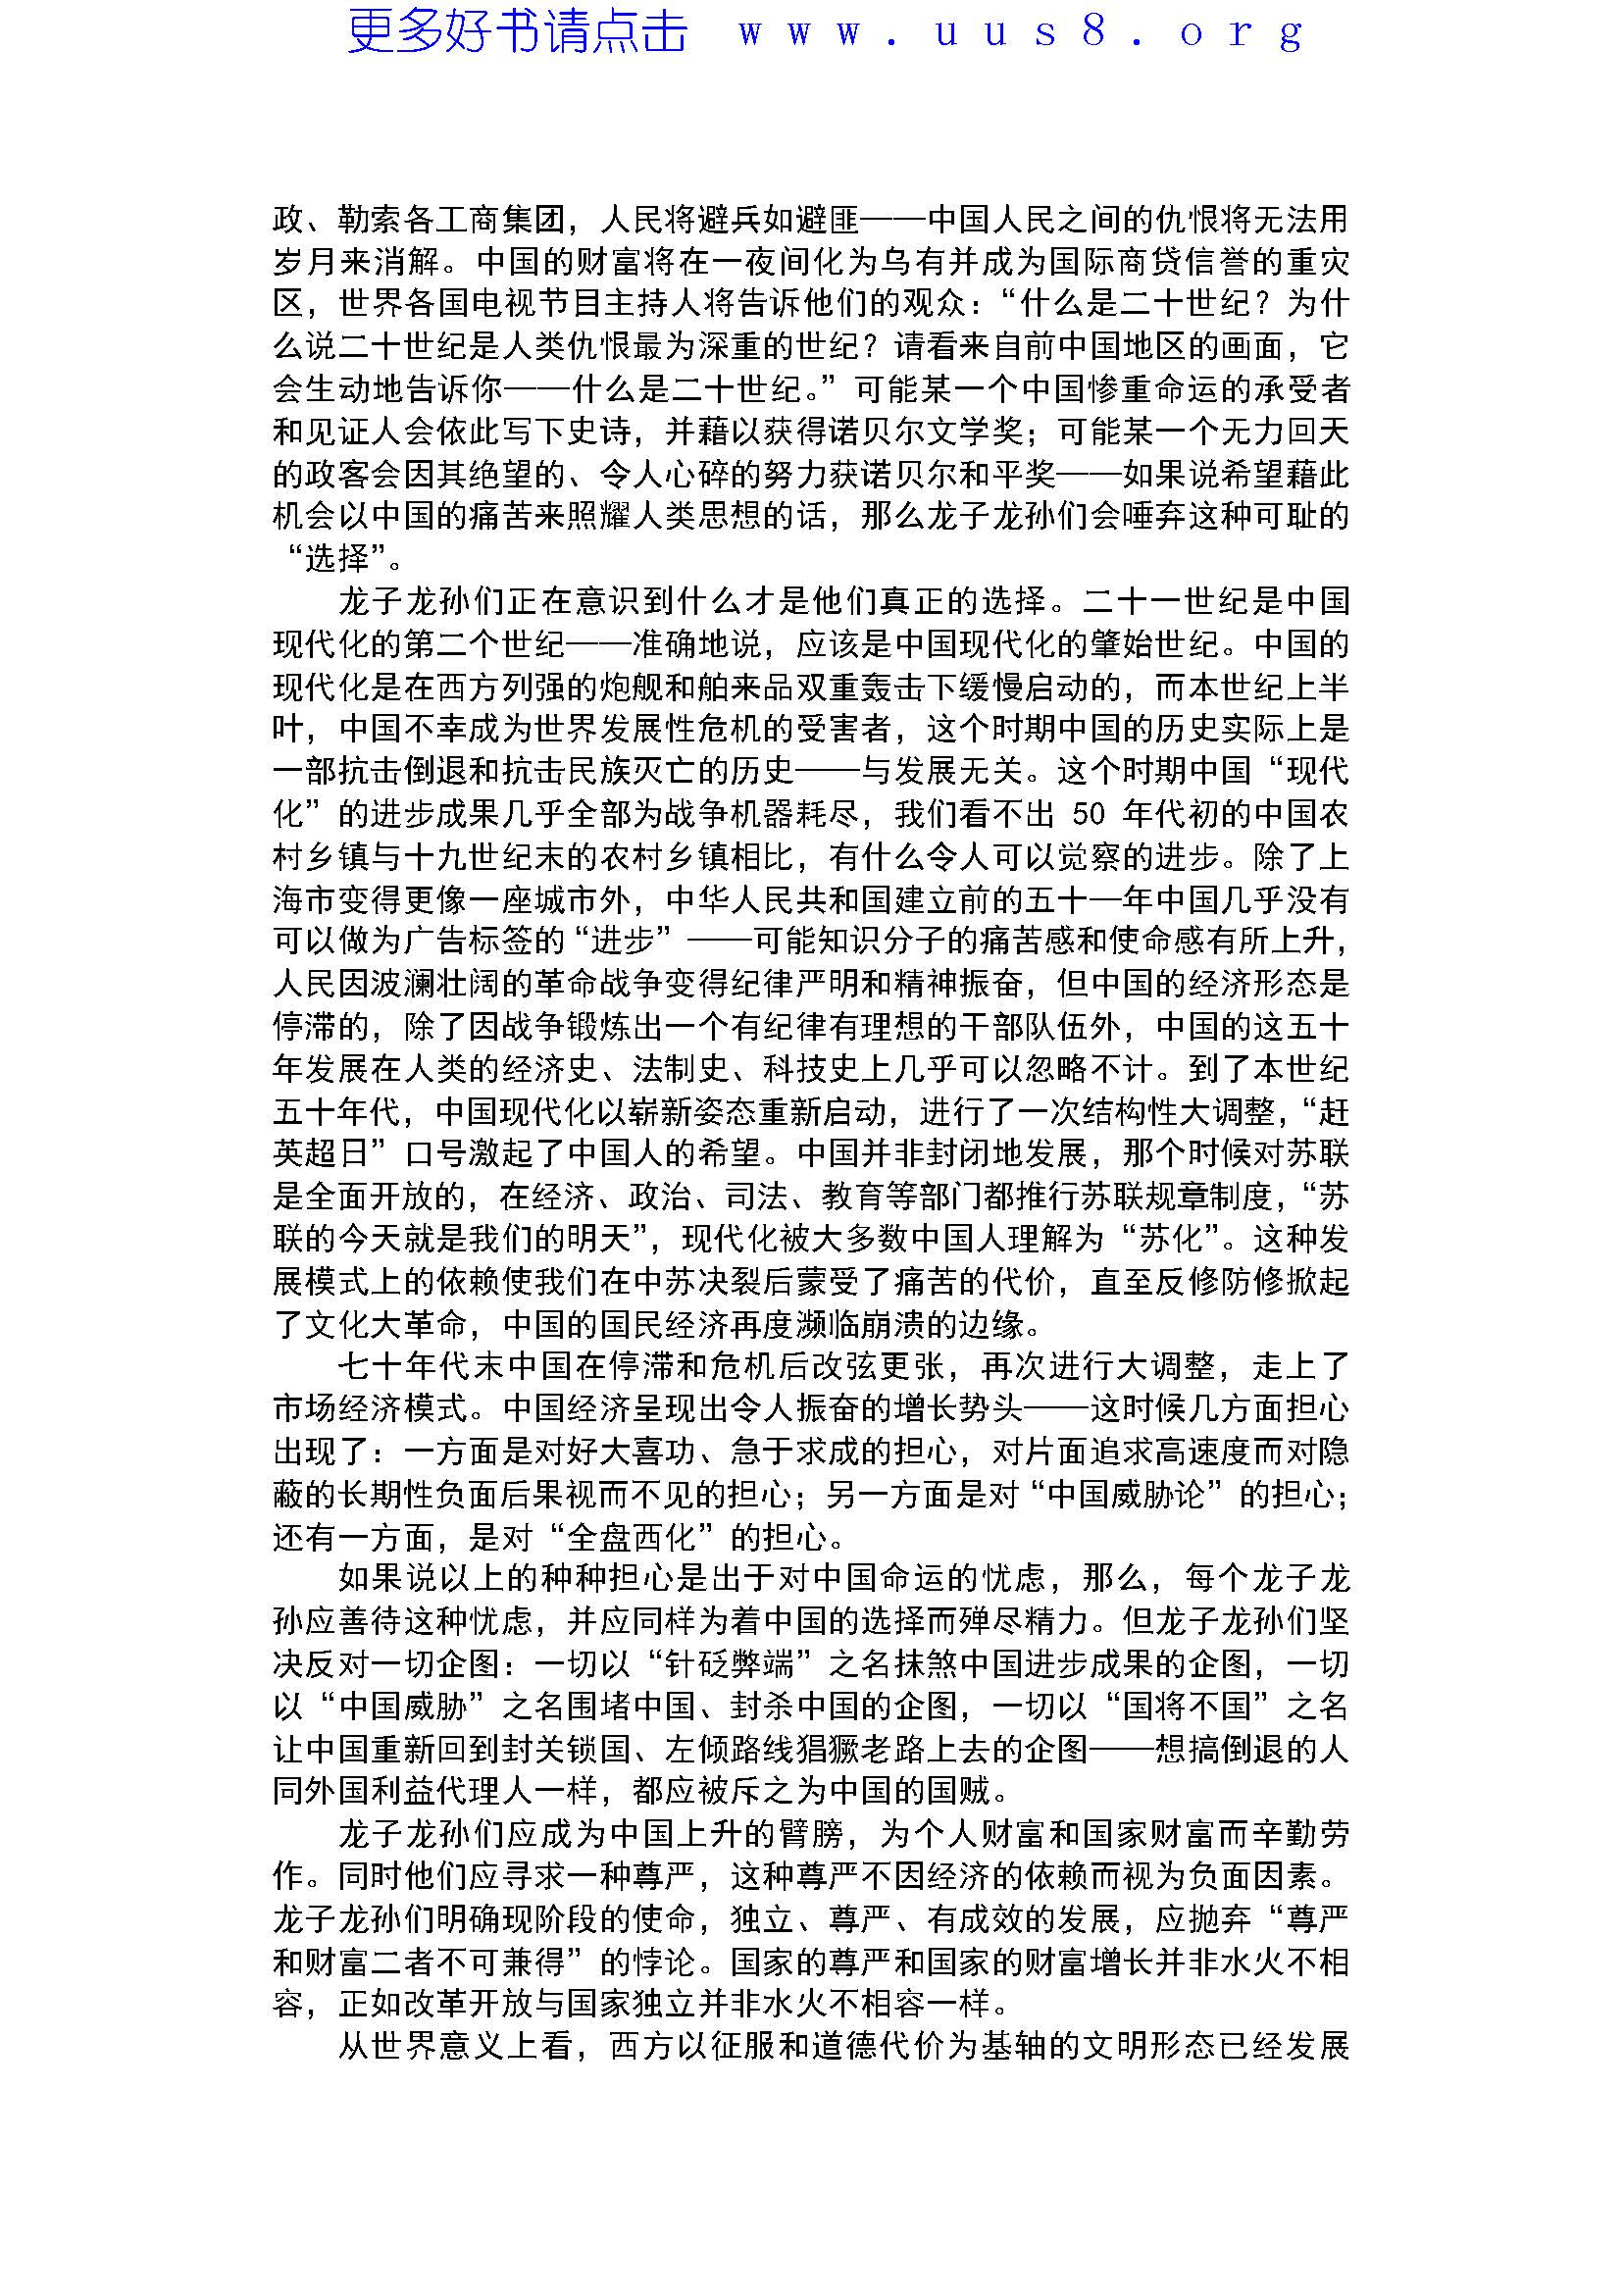 更多好书请点击 www.uus8.org
政、勒索各工商集团，人民将避兵如避匪——中国人民之间的仇恨将无法用
岁月来消解。中国的财富将在一夜间化为乌有并成为国际商贷信誉的重灾
区，世界各国电视节目主持人将告诉他们的观众：“什么是二十世纪？为什
么说二十世纪是人类仇恨最为深重的世纪？请看来自前中国地区的画面，它
会生动地告诉你——什么是二十世纪。”可能某一个中国惨重命运的承受者
和见证人会依此写下史诗，并藉以获得诺贝尔文学奖；可能某一个无力回天
的政客会因其绝望的、令人心碎的努力获诺贝尔和平奖——如果说希望藉此
机会以中国的痛苦来照耀人类思想的话，那么龙子龙孙们会唾弃这种可耻的
“选择”。
龙子龙孙们正在意识到什么才是他们真正的选择。二十一世纪是中国
现代化的第二个世纪——准确地说，应该是中国现代化的肇始世纪。中国的
现代化是在西方列强的炮舰和舶来品双重轰击下缓慢启动的，而本世纪上半
叶，中国不幸成为世界发展性危机的受害者，这个时期中国的历史实际上是
一部抗击倒退和抗击民族灭亡的历史——与发展无关。这个时期中国“现代
化”的进步成果几乎全部为战争机器耗尽，我们看不出 50 年代初的中国农
村乡镇与十九世纪末的农村乡镇相比，有什么令人可以觉察的进步。除了上
海市变得更像一座城市外，中华人民共和国建立前的五十—年中国几乎没有
可以做为广告标签的“进步”——可能知识分子的痛苦感和使命感有所上升，
人民因波澜壮阔的革命战争变得纪律严明和精神振奋，但中国的经济形态是
停滞的，除了因战争锻炼出一个有纪律有理想的干部队伍外，中国的这五十
年发展在人类的经济史、法制史、科技史上几乎可以忽略不计。到了本世纪
五十年代，中国现代化以崭新姿态重新启动，进行了一次结构性大调整，“赶
英超日”口号激起了中国人的希望。中国并非封闭地发展，那个时候对苏联
是全面开放的，在经济、政治、司法、教育等部门都推行苏联规章制度，“苏
联的今天就是我们的明天”，现代化被大多数中国人理解为“苏化”。这种发
展模式上的依赖使我们在中苏决裂后蒙受了痛苦的代价，直至反修防修掀起
了文化大革命，中国的国民经济再度濒临崩溃的边缘。
七十年代末中国在停滞和危机后改弦更张，再次进行大调整，走上了
市场经济模式。中国经济呈现出令人振奋的增长势头——这时候几方面担心
出现了：一方面是对好大喜功、急于求成的担心，对片面追求高速度而对隐
蔽的长期性负面后果视而不见的担心；另一方面是对“中国威胁论”的担心；
还有一方面，是对“全盘西化”的担心。
如果说以上的种种担心是出于对中国命运的忧虑，那么，每个龙子龙
孙应善待这种忧虑，并应同样为着中国的选择而殚尽精力。但龙子龙孙们坚
决反对一切企图：一切以“针砭弊端”之名抹煞中国进步成果的企图，一切
以“中国威胁”之名围堵中国、封杀中国的企图，一切以“国将不国”之名
让中国重新回到封关锁国、左倾路线猖獗老路上去的企图——想搞倒退的人
同外国利益代理人一样，都应被斥之为中国的国贼。
龙子龙孙们应成为中国上升的臂膀，为个人财富和国家财富而辛勤劳
作。同时他们应寻求一种尊严，这种尊严不因经济的依赖而视为负面因素。
龙子龙孙们明确现阶段的使命，独立、尊严、有成效的发展，应抛弃“尊严
和财富二者不可兼得”的悖论。国家的尊严和国家的财富增长并非水火不相
容，正如改革开放与国家独立并非水火不相容一样。
从世界意义上看，西方以征服和道德代价为基轴的文明形态已经发展